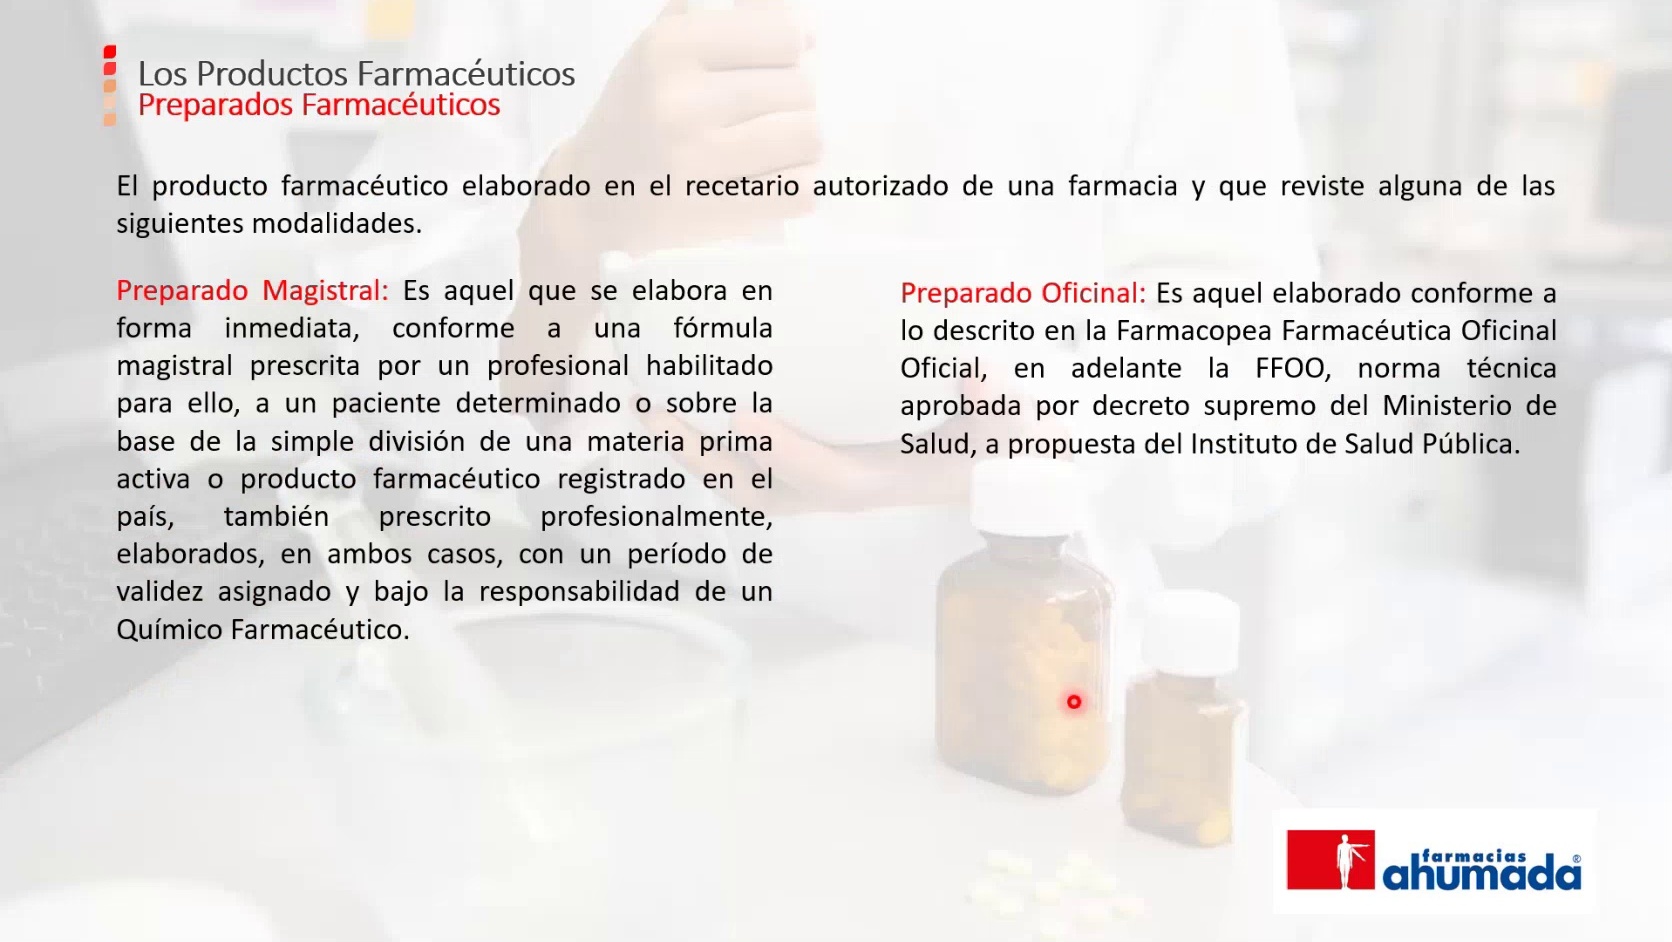 Los Productos Farmacéuticos
Preparados Farmacéuticos
El producto farmacéutico elaborado en el recetario autorizado de una farmacia y que reviste alguna de las
siguientes modalidades.
Preparado Magistral: Es aquel que se elabora en
forma inmediata, conforme a una fórmula
magistral prescrita por un profesional habilitado
para ello, a un paciente determinado o sobre la
base de la simple división de una materia prima
activa o producto farmacéutico registrado en el
país, también prescrito profesionalmente,
elaborados, en ambos casos, con un período de
validez asignado y bajo la responsabilidad de un
Químico Farmacéutico.
Preparado Oficinal: Es aquel elaborado conforme a
lo descrito en la Farmacopea Farmacéutica Oficinal
Oficial, en adelante la FFOO, norma técnica
aprobada por decreto supremo del Ministerio de
Salud, a propuesta del Instituto de Salud Pública.
farmacias
ahumada®